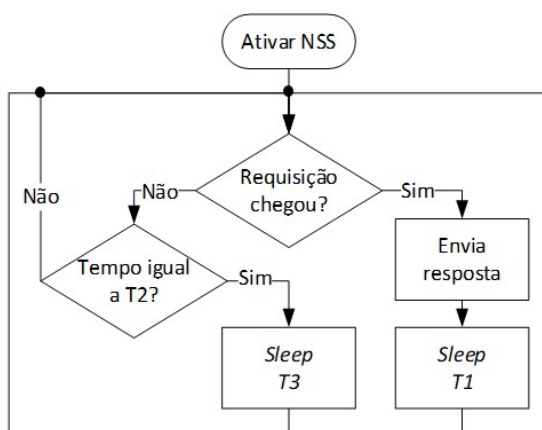 Ativar NSS
Requisição
chegou?
Não
Sim
Não
Tempo igual
a T2?
Sim
Envia
resposta
Sleep
T3
Sleep
T1